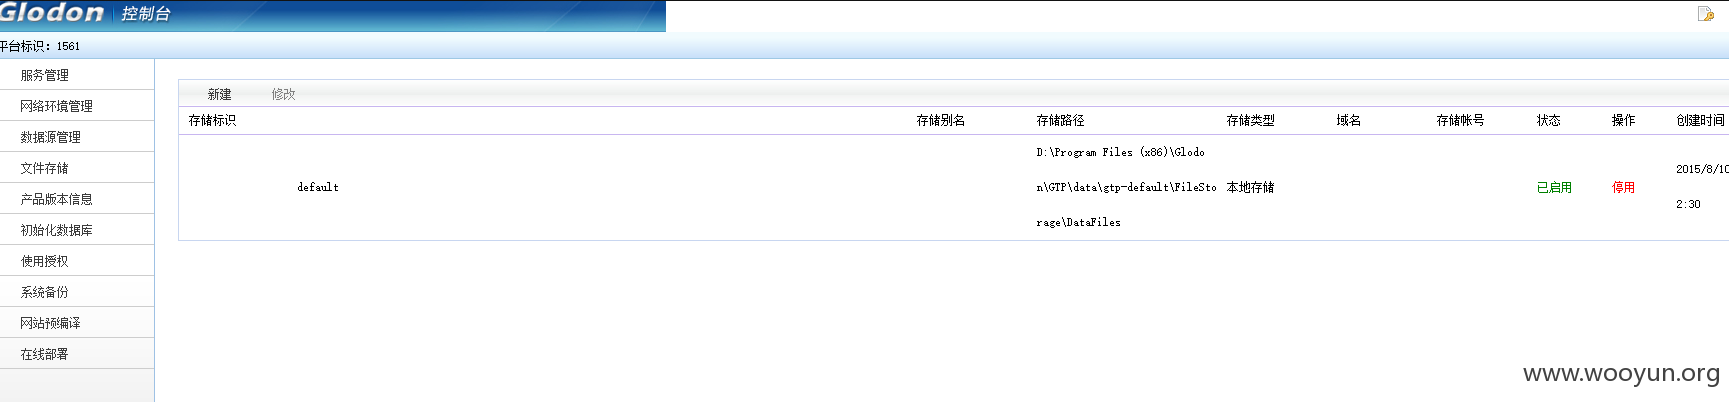 Glodon 控制台
平台标识：1561
服务管理
网络环境管理
数据源管理
文件存储
产品版本信息
初始化数据库
使用授权
系统备份
网站预编译
在线部署
新建 修改
存储标识 存储别名 存储路径 存储类型 域名 存储帐号 状态 操作 创建时间
D:\Program Files (x86)\Glodo
2015/8/10
default n\GTP\data\gtp-default\FileSto 本地存储 已启用 停用
2:30
rage\DataFiles
www.wooyun.org